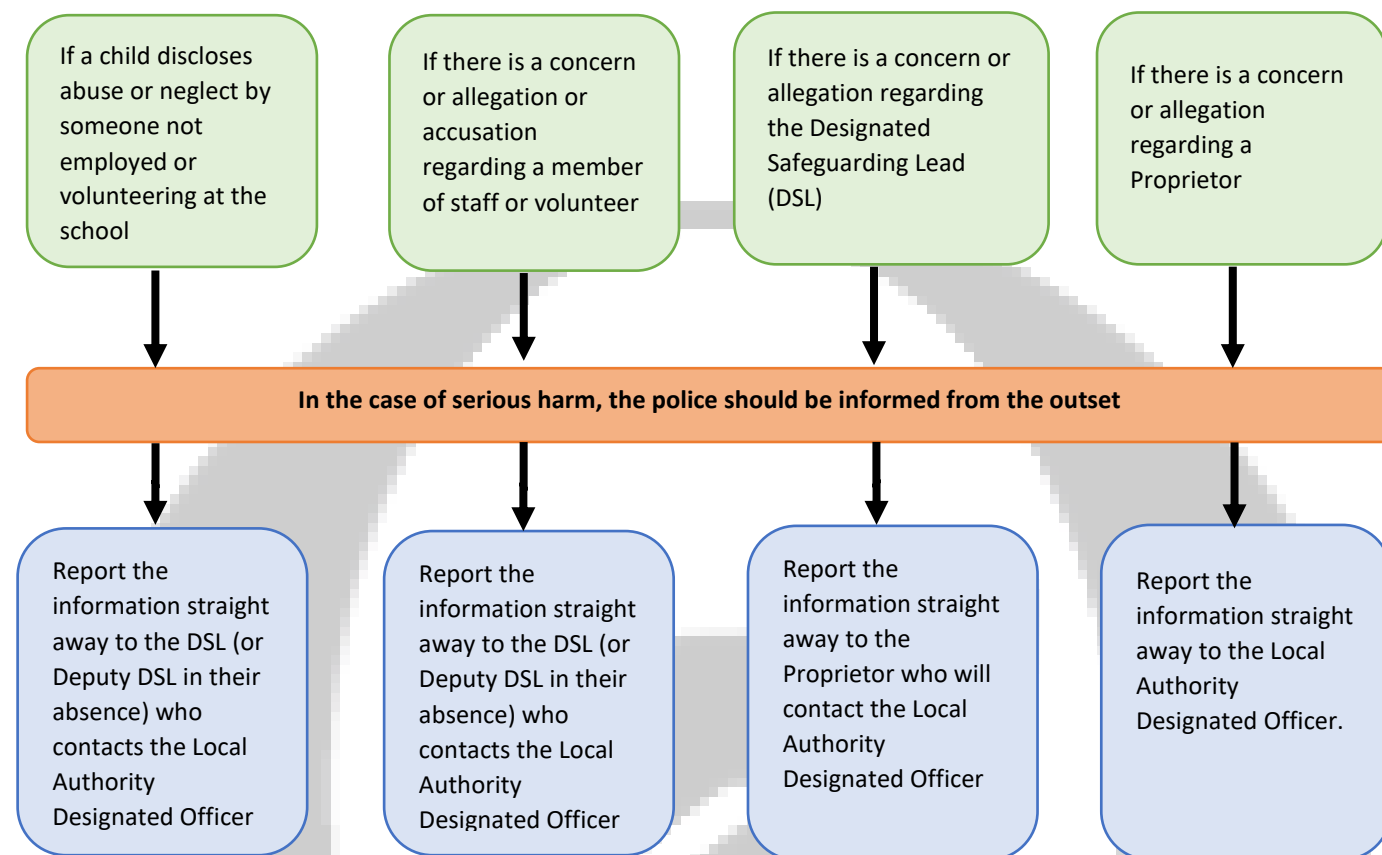 If a child discloses
abuse or neglect by
someone not
employed or
volunteering at the
school
If there is a concern
or allegation or
accusation
regarding a member
of staff or volunteer
If there is a concern or
allegation regarding
the Designated
Safeguarding Lead
(DSL)
If there is a concern
or allegation
regarding a
Proprietor
In the case of serious harm, the police should be informed from the outset
Report the
information straight
away to the DSL (or
Deputy DSL in their
absence) who
contacts the Local
Authority
Designated Officer
Report the
information straight
away to the DSL (or
Deputy DSL in their
absence) who
contacts the Local
Authority
Designated Officer
Report the
information straight
away to the
Proprietor who will
contact the Local
Authority
Designated Officer
Report the
information straight
away to the Local
Authority
Designated Officer.